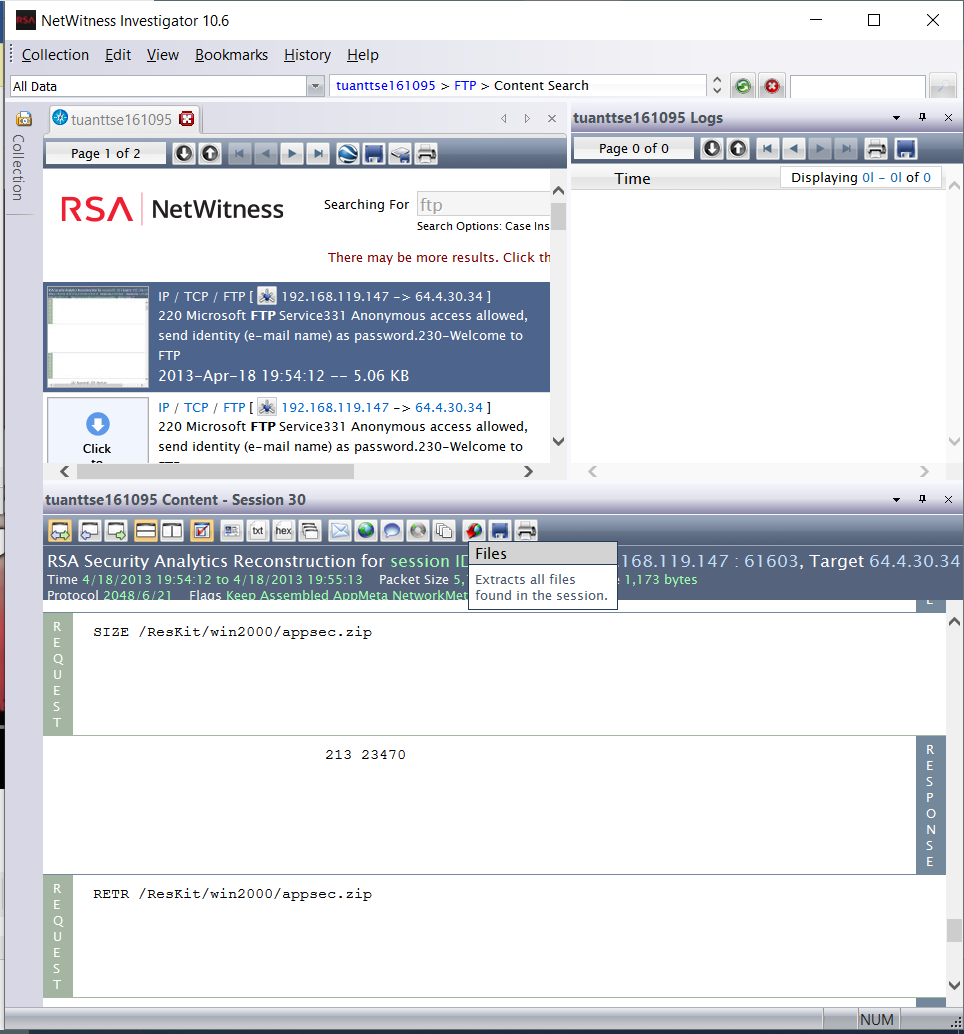 RSA NetWitness Investigator 10.6
Collection Edit View Bookmarks History Help
All Data
tuanttse161095 > FTP > Content Search
Collection
tuanttse161095
Page 1 of 2
RSA NetWitness
Searching For ftp
Search Options: Case Ins
There may be more results. Click th
IP / TCP / FTP [ 192.168.119.147 -> 64.4.30.34 ]
220 Microsoft FTP Service331 Anonymous access allowed,
send identity (e-mail name) as password.230-Welcome to
FTP
2013-Apr-18 19:54:12 -- 5.06 KB
Click
to
IP / TCP / FTP [ 192.168.119.147 -> 64.4.30.34 ]
220 Microsoft FTP Service331 Anonymous access allowed,
send identity (e-mail name) as password.230-Welcome to
FTP
tuanttse161095 Logs
Page 0 of 0
Time
Displaying 0l - 0l of 0
tuanttse161095 Content - Session 30
txt hex
RSA Security Analytics Reconstruction for session ID 168.119.147 : 61603, Target 64.4.30.34
Time 4/18/2013 19:54:12 to 4/18/2013 19:55:13 Packet Size 5, 1,173 bytes
Protocol 2048/6/21 Flags Keep Assembled AppMeta NetworkMet
Files
Extracts all files
found in the session.
REQUEST
SIZE /ResKit/win2000/appsec.zip
213 23470
RESPONSE
REQUEST
RETR /ResKit/win2000/appsec.zip
NUM